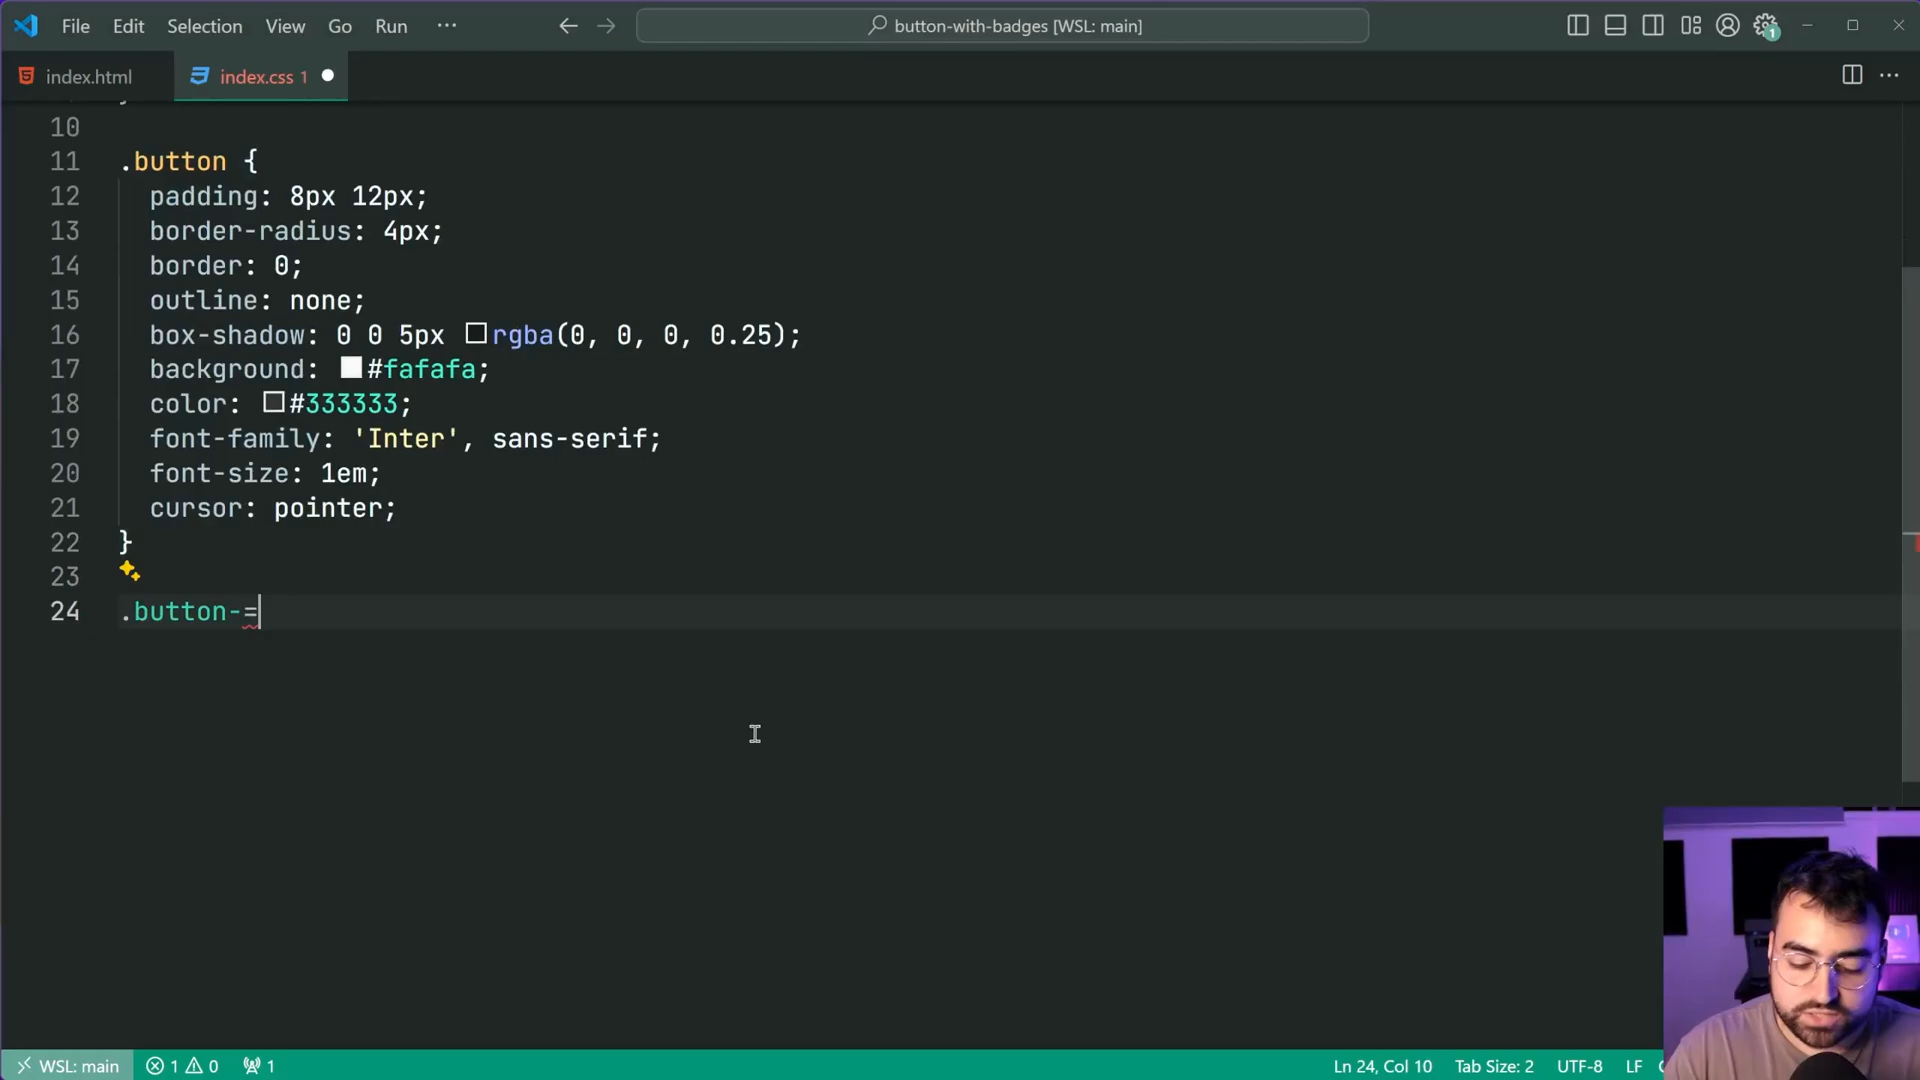 File Edit Selection View Go Run ··· button-with-badges [WSL: main] 1
index.html index.css 1
10
11 .button {
12 padding: 8px 12px;
13 border-radius: 4px;
14 border: 0;
15 outline: none;
16 box-shadow: 0 0 5px rgba(0, 0, 0, 0.25);
17 background: #fafafa;
18 color: #333333;
19 font-family: 'Inter', sans-serif;
20 font-size: 1em;
21 cursor: pointer;
22 }
23
24 .button-=
WSL: main 1 0 1 Ln 24, Col 10 Tab Size: 2 UTF-8 LF